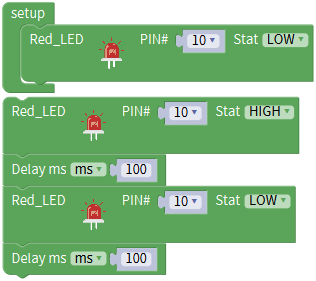 setup
Red_LED PIN# 10 Stat LOW
Red_LED PIN# 10 Stat HIGH
Delay ms ms 100
Red_LED PIN# 10 Stat LOW
Delay ms ms 100